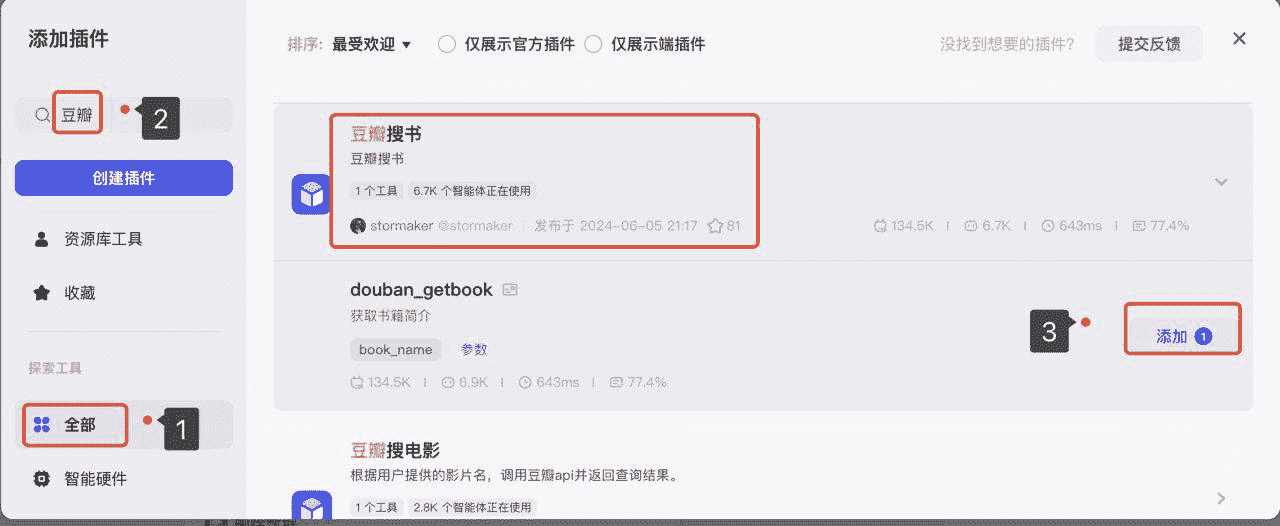 添加插件
豆瓣
2
创建插件
资源库工具
收藏
探索工具
全部
1
智能硬件
排序: 最受欢迎 仅展示官方插件 仅展示端插件 没找到想要的插件? 提交反馈
豆瓣搜书
豆瓣搜书
1 个工具 6.7K 个智能体正在使用
stormaker @stormaker 发布于 2024-06-05 21:17 81 134.5K 6.7K 643ms 77.4%
douban_getbook
获取书籍简介
book_name 参数
134.5K 6.9K 643ms 77.4%
3
添加 1
豆瓣搜电影
根据用户提供的影片名，调用豆瓣api并返回查询结果。
1 个工具 2.8K 个智能体正在使用